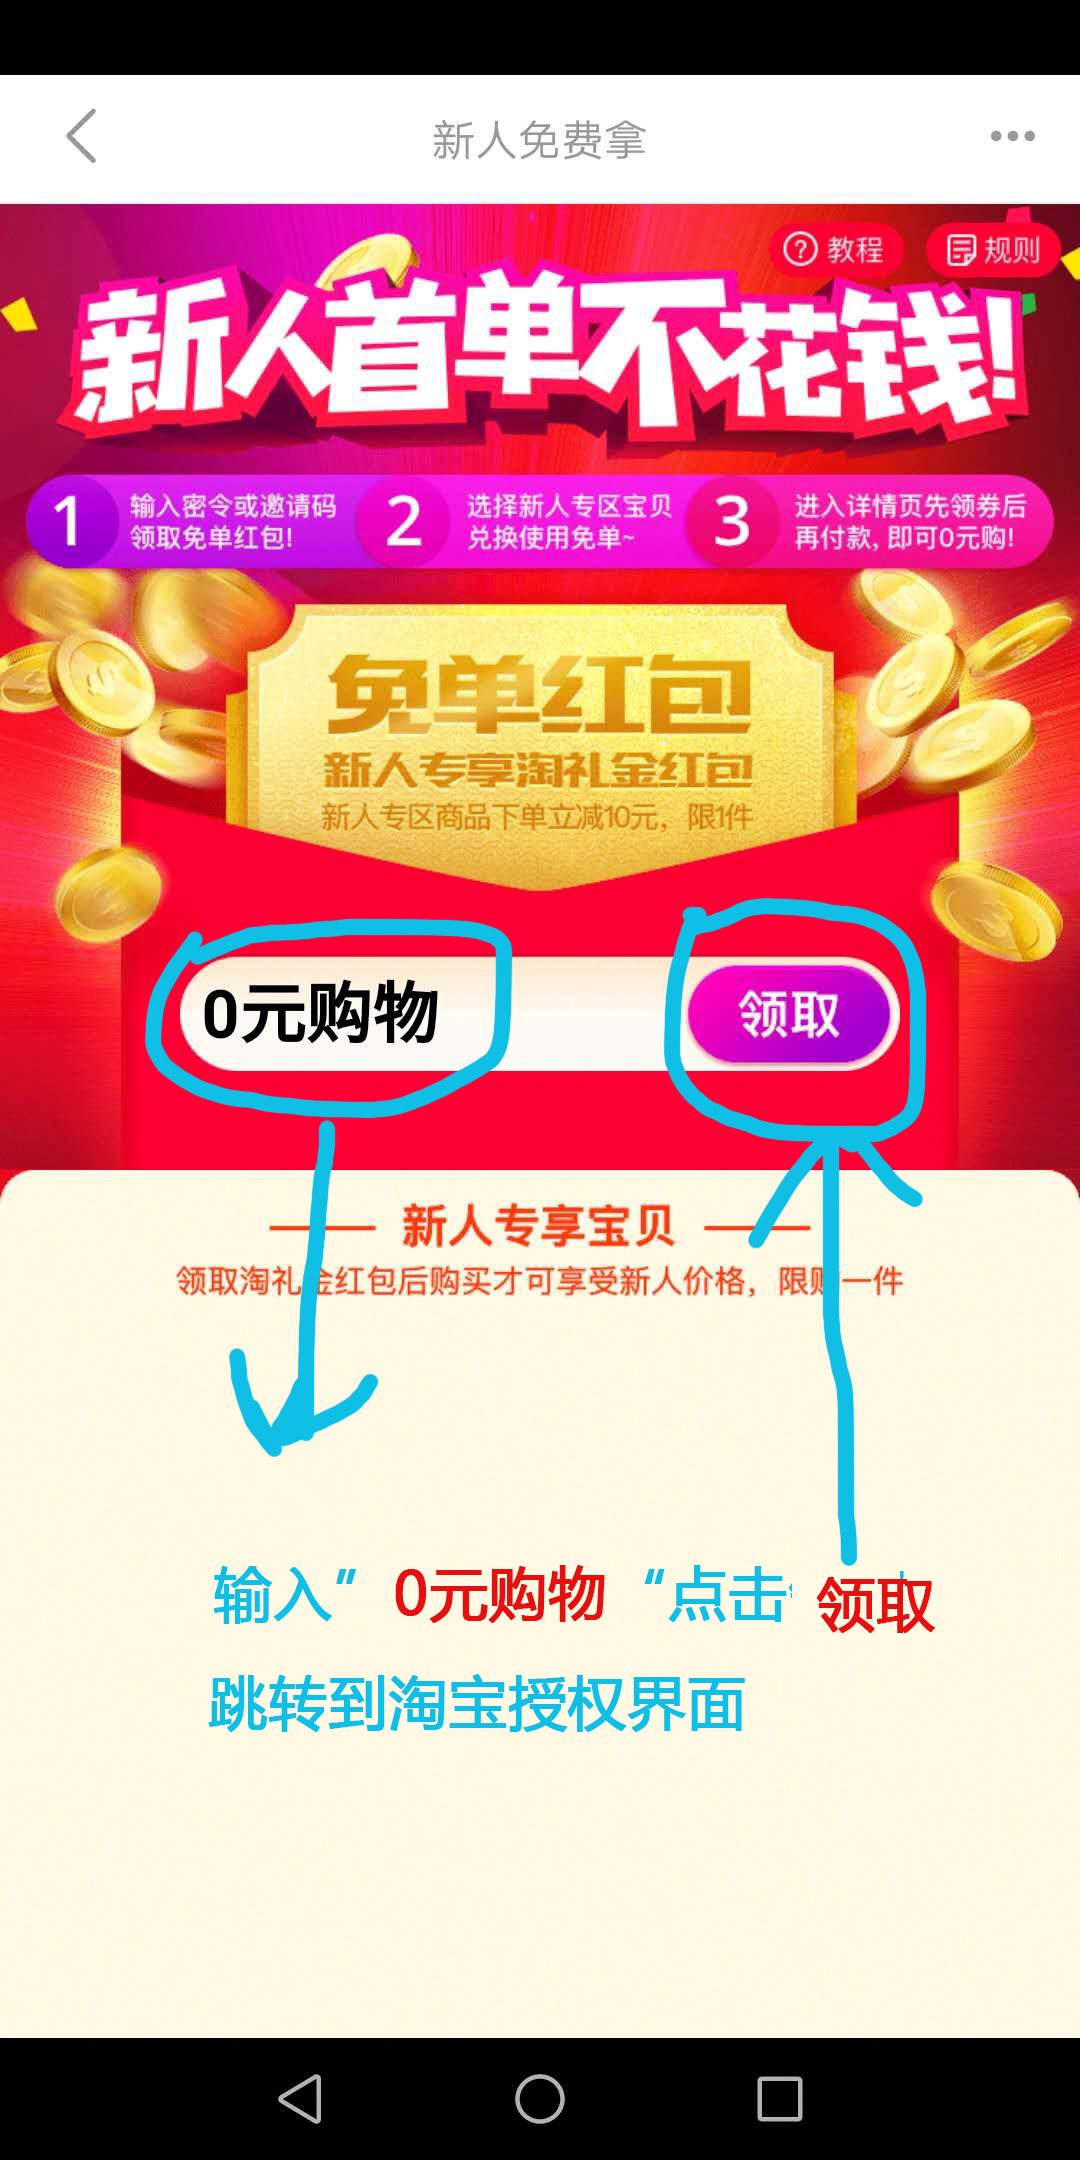 新人免费拿
教程
规则
新人首单不花钱!
1 输入密令或邀请码
领取免单红包!
2 选择新人专区宝贝
兑换使用免单~
3 进入详情页先领券后
再付款, 即可0元购!
免单红包
新人专享淘礼金红包
新人专区商品下单立减10元，限1件
0元购物
领取
新人专享宝贝
领取淘礼金红包后购买才可享受新人价格，限购一件
输入”0元购物“点击 领取
跳转到淘宝授权界面